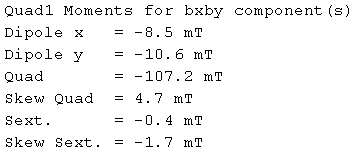 Quad1 Moments for bxby component(s)
Dipole x = -8.5 mT
Dipole y = -10.6 mT
Quad = -107.2 mT
Skew Quad = 4.7 mT
Sext. = -0.4 mT
Skew Sext. = -1.7 mT